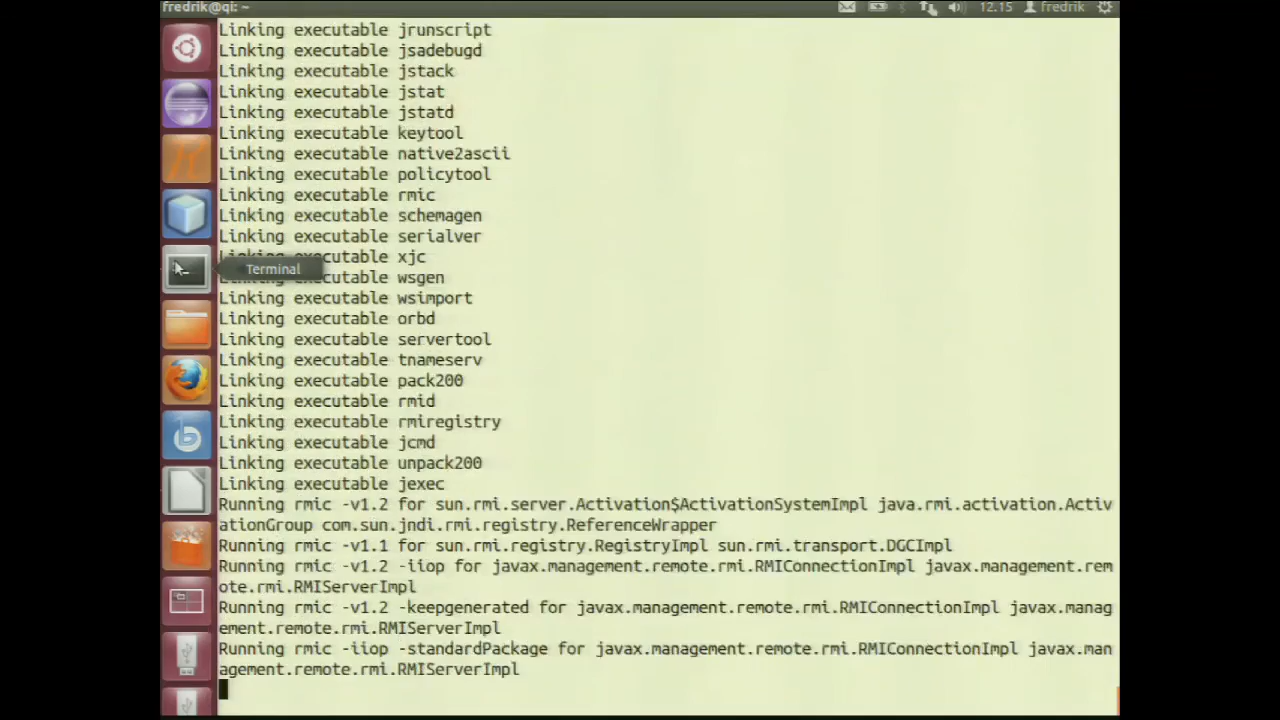 fredrik@qi: ~
12.15 fredrik
Linking executable jrunscript
Linking executable jsadebugd
Linking executable jstack
Linking executable jstat
Linking executable jstatd
Linking executable keytool
Linking executable native2ascii
Linking executable policytool
Linking executable rmic
Linking executable schemagen
Linking executable serialver
Linking executable xjc
Terminal
cutable wsgen
Linking executable wsimport
Linking executable orbd
Linking executable servertool
Linking executable tnameserv
Linking executable pack200
Linking executable rmid
Linking executable rmiregistry
Linking executable jcmd
Linking executable unpack200
Linking executable jexec
Running rmic -v1.2 for sun.rmi.server.Activation$ActivationSystemImpl java.rmi.activation.Activ
ationGroup com.sun.jndi.rmi.registry.ReferenceWrapper
Running rmic -v1.1 for sun.rmi.registry.RegistryImpl sun.rmi.transport.DGCImpl
Running rmic -v1.2 -iiop for javax.management.remote.rmi.RMIConnectionImpl javax.management.rem
ote.rmi.RMIServerImpl
Running rmic -v1.2 -keepgenerated for javax.management.remote.rmi.RMIConnectionImpl javax.manag
ement.remote.rmi.RMIServerImpl
Running rmic -iiop -standardPackage for javax.management.remote.rmi.RMIConnectionImpl javax.man
agement.remote.rmi.RMIServerImpl